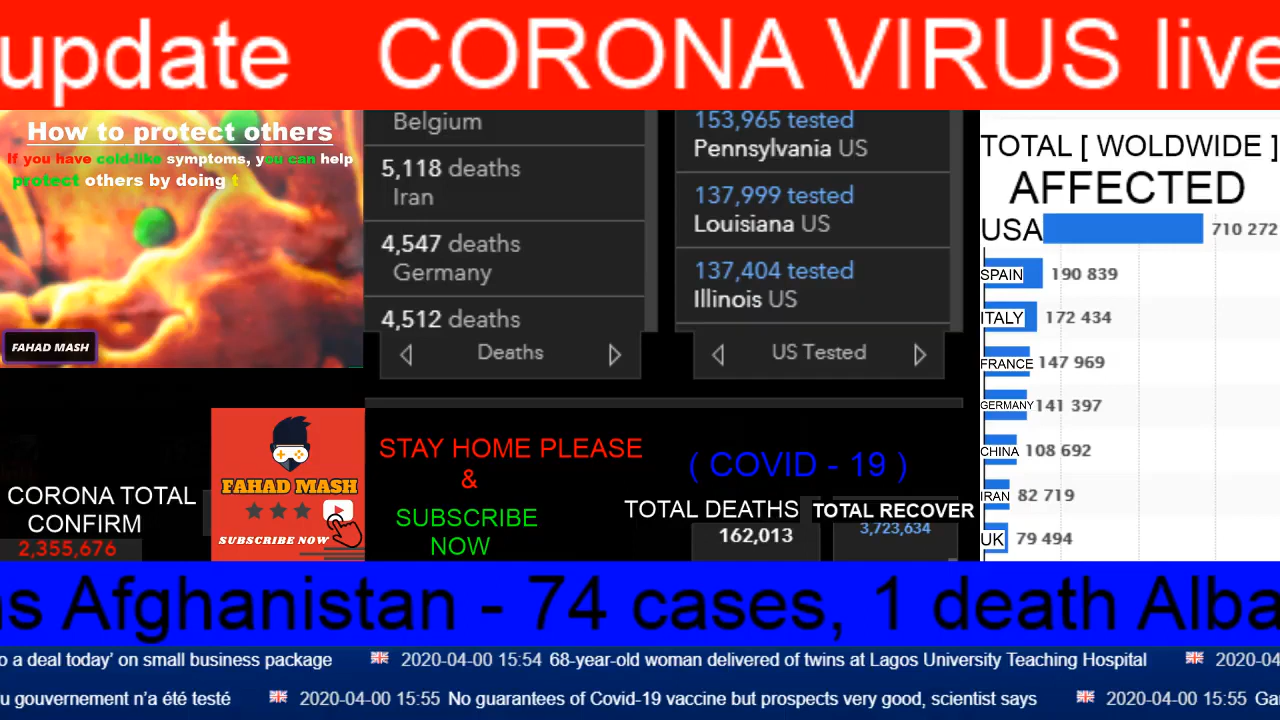 update CORONA VIRUS live
How to protect others
If you have cold-like symptoms, you can help
protect others by doing t
FAHAD MASH
Belgium
5,118 deaths
Iran
4,547 deaths
Germany
4,512 deaths
Deaths
153,965 tested
Pennsylvania US
137,999 tested
Louisiana US
137,404 tested
Illinois US
US Tested
TOTAL [ WOLDWIDE ]
AFFECTED
USA 710 272
SPAIN 190 839
ITALY 172 434
FRANCE 147 969
GERMANY 141 397
CHINA 108 692
IRAN 82 719
UK 79 494
CORONA TOTAL
CONFIRM
2,355,676
FAHAD MASH
SUBSCRIBE NOW
STAY HOME PLEASE
&
SUBSCRIBE
NOW
( COVID - 19 )
TOTAL DEATHS
162,013
TOTAL RECOVER
3,723,634
ns Afghanistan - 74 cases, 1 death Alba
o a deal today' on small business package 2020-04-00 15:54 68-year-old woman delivered of twins at Lagos University Teaching Hospital 2020-04
u gouvernement n'a été testé 2020-04-00 15:55 No guarantees of Covid-19 vaccine but prospects very good, scientist says 2020-04-00 15:55 Ga